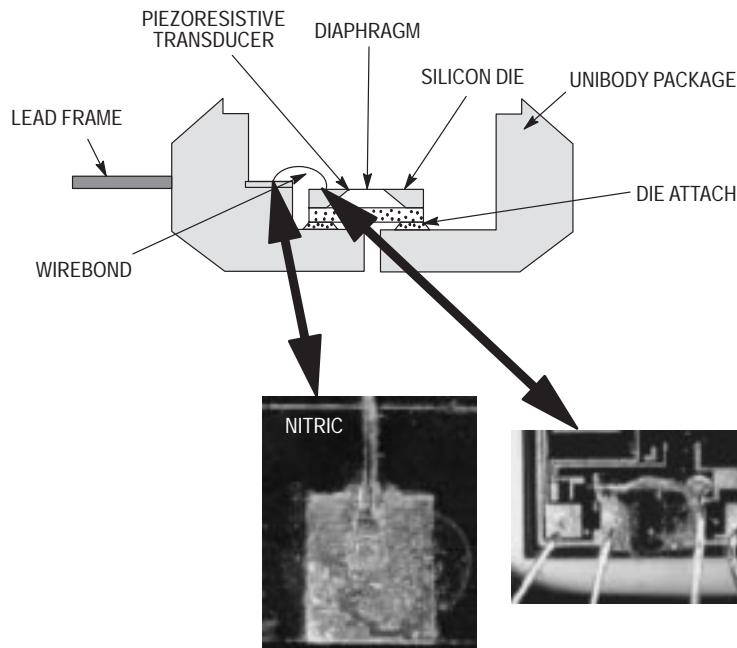 PIEZORESISTIVE
TRANSDUCER
DIAPHRAGM
SILICON DIE
UNIBODY PACKAGE
LEAD FRAME
DIE ATTACH
WIREBOND
NITRIC